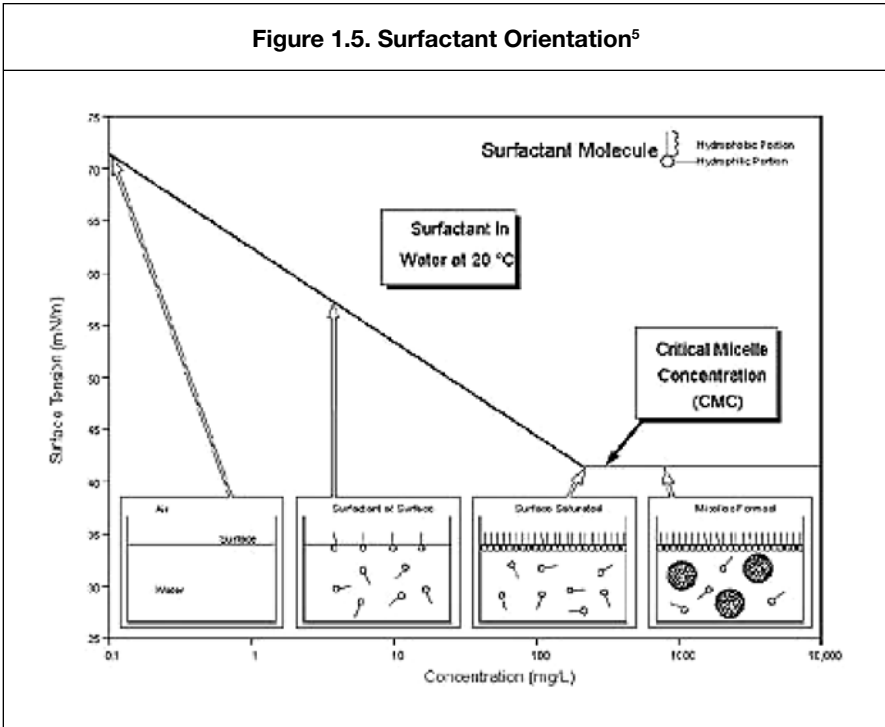 Figure 1.5. Surfactant Orientation⁵
75
70
65
60
55
50
45
40
35
30
25
Surface Tension (mN/m)
Surfactant Molecule
Hydrophobic Portion
Hydrophilic Portion
Surfactant In
Water at 20 °C
Critical Micelle
Concentration
(CMC)
Air
Surface
Water
Surfactant at Surface
Surface Saturated
Micelles Formed
0.1
1
10
100
1000
10,000
Concentration (mg/L)